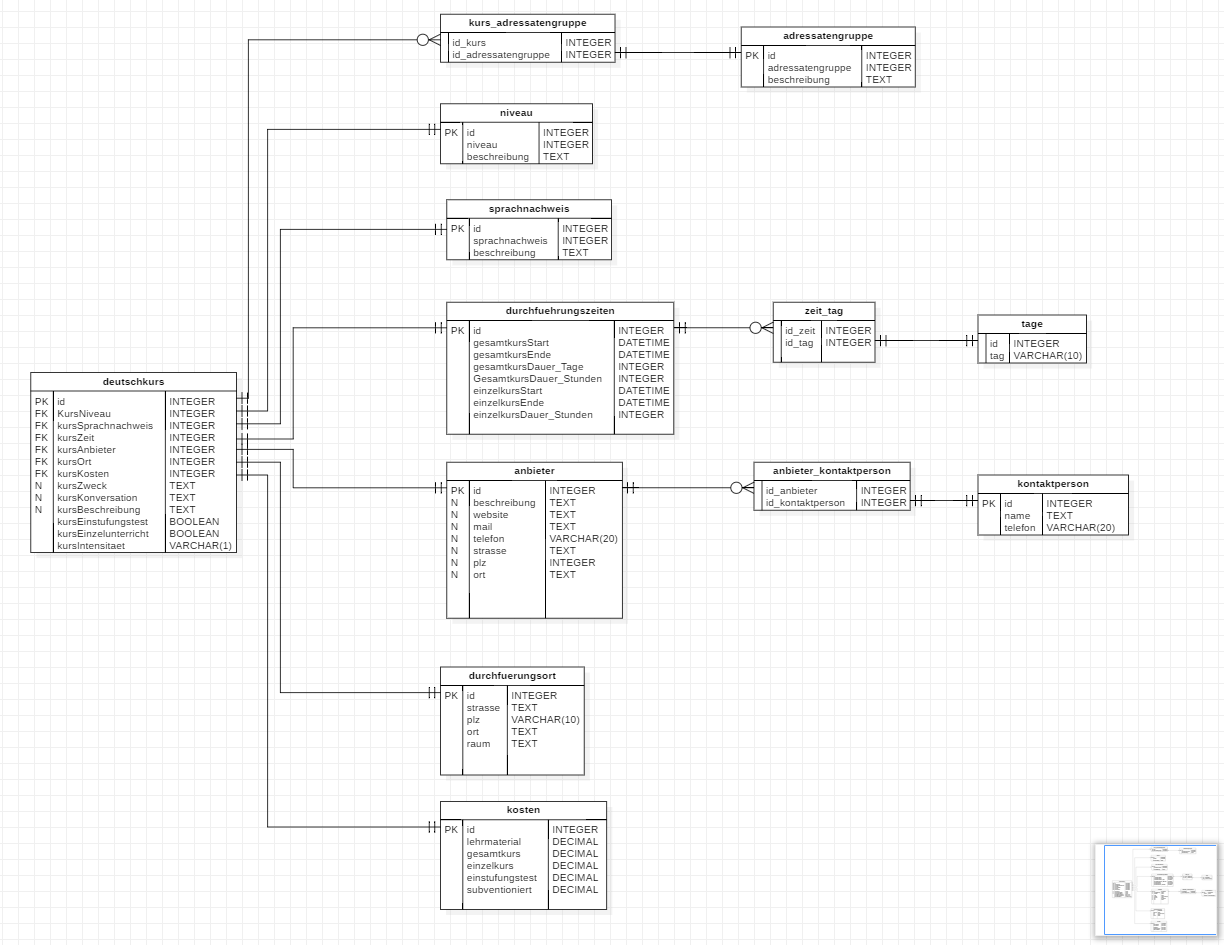 kurs_adressatengruppe
id_kurs INTEGER
id_adressatengruppe INTEGER
adressatengruppe
PK id INTEGER
adressatengruppe INTEGER
beschreibung TEXT
niveau
PK id INTEGER
niveau INTEGER
beschreibung TEXT
sprachnachweis
PK id INTEGER
sprachnachweis INTEGER
beschreibung TEXT
durchfuehrungszeiten
PK id INTEGER
gesamtkursStart DATETIME
gesamtkursEnde DATETIME
gesamtkursDauer_Tage INTEGER
GesamtkursDauer_Stunden INTEGER
einzelkursStart DATETIME
einzelkursEnde DATETIME
einzelkursDauer_Stunden INTEGER
zeit_tag
id_zeit INTEGER
id_tag INTEGER
tage
id INTEGER
tag VARCHAR(10)
deutschkurs
PK id INTEGER
FK KursNiveau INTEGER
FK kursSprachnachweis INTEGER
FK kursZeit INTEGER
FK kursAnbieter INTEGER
FK kursOrt INTEGER
FK kursKosten INTEGER
N kursZweck TEXT
N kursKonversation TEXT
N kursBeschreibung TEXT
kursEinstufungstest BOOLEAN
kursEinzelunterricht BOOLEAN
kursIntensitaet VARCHAR(1)
anbieter
PK id INTEGER
N beschreibung TEXT
N website TEXT
N mail TEXT
N telefon VARCHAR(20)
N strasse TEXT
N plz INTEGER
N ort TEXT
anbieter_kontaktperson
id_anbieter INTEGER
id_kontaktperson INTEGER
kontaktperson
PK id INTEGER
name TEXT
telefon VARCHAR(20)
durchfuerungsort
PK id INTEGER
strasse TEXT
plz VARCHAR(10)
ort TEXT
raum TEXT
kosten
PK id INTEGER
lehrmaterial DECIMAL
gesamtkurs DECIMAL
einzelkurs DECIMAL
einstufungstest DECIMAL
subventioniert DECIMAL